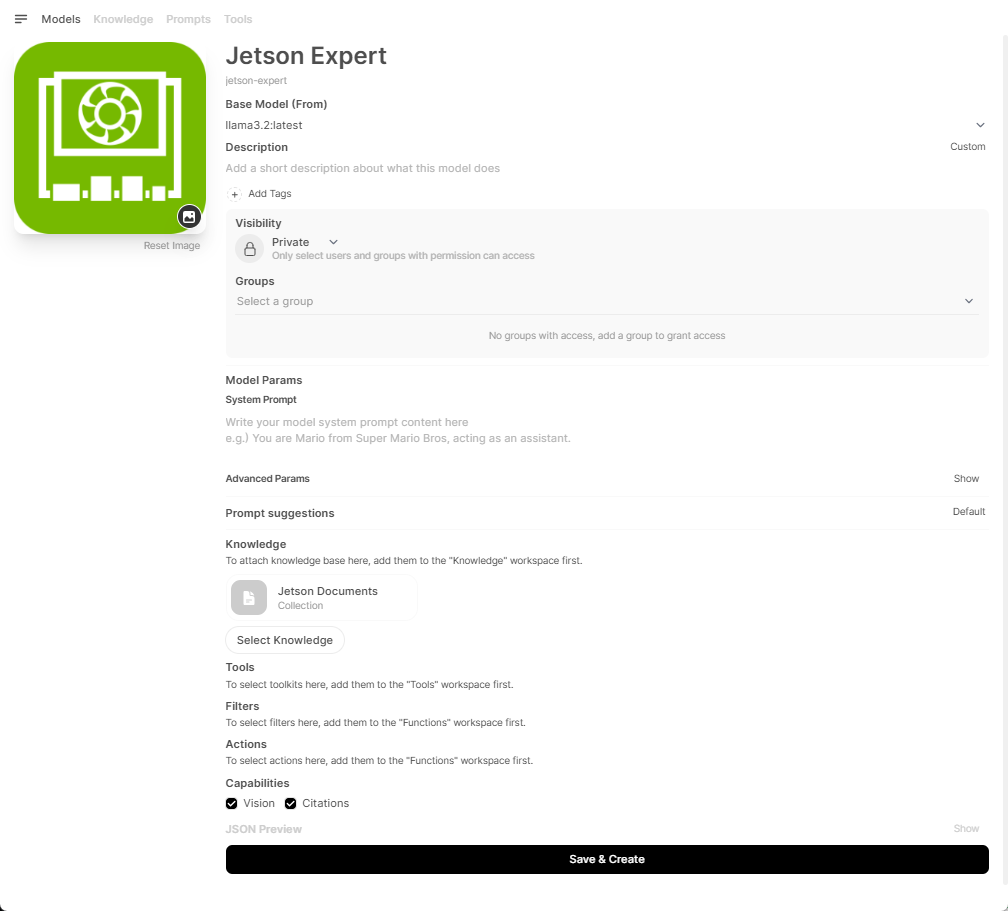 Models Knowledge Prompts Tools
Jetson Expert
jetson-expert
Reset Image
Base Model (From)
llama3.2:latest
Description Custom
Add a short description about what this model does
+ Add Tags
Visibility
Private
Only select users and groups with permission can access
Groups
Select a group
No groups with access, add a group to grant access
Model Params
System Prompt
Write your model system prompt content here
e.g.) You are Mario from Super Mario Bros, acting as an assistant.
Advanced Params Show
Prompt suggestions Default
Knowledge
To attach knowledge base here, add them to the "Knowledge" workspace first.
Jetson Documents
Collection
Select Knowledge
Tools
To select toolkits here, add them to the "Tools" workspace first.
Filters
To select filters here, add them to the "Functions" workspace first.
Actions
To select actions here, add them to the "Functions" workspace first.
Capabilities
Vision Citations
JSON Preview Show
Save & Create